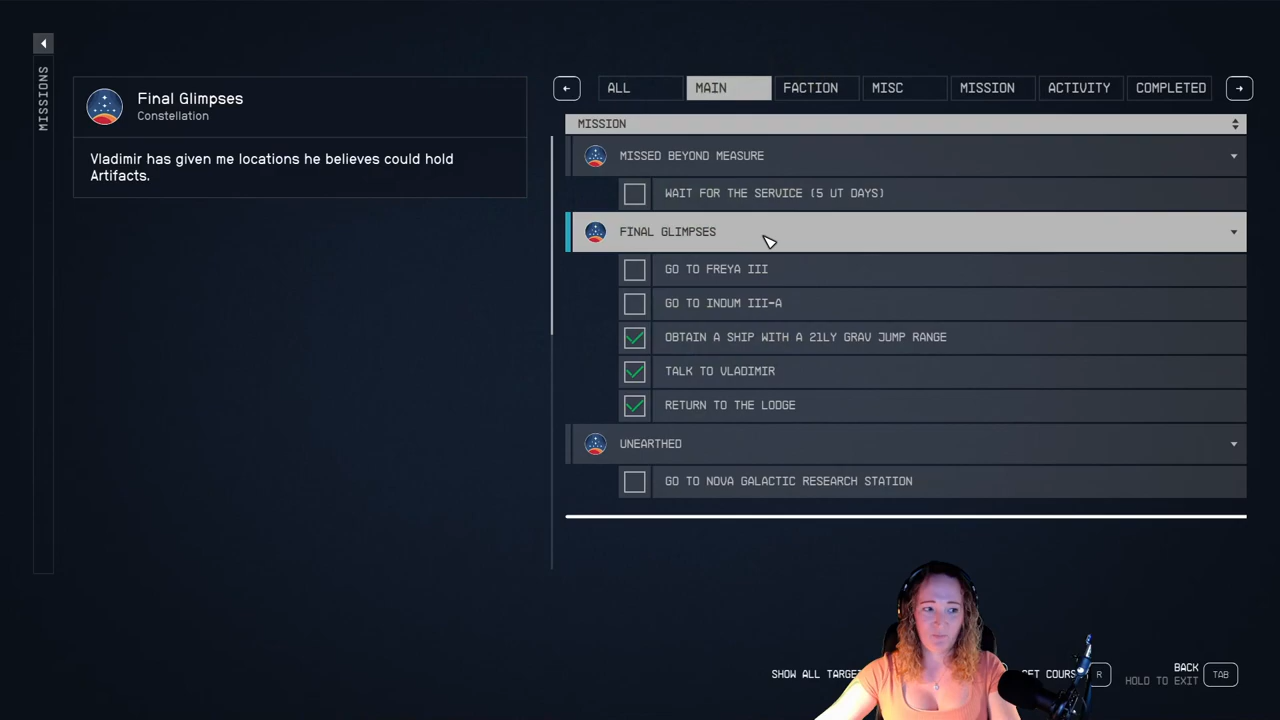 MISSIONS
Final Glimpses
Constellation
Vladimir has given me locations he believes could hold
Artifacts.
ALL
MAIN
FACTION
MISC
MISSION
ACTIVITY
COMPLETED
MISSION
MISSED BEYOND MEASURE
WAIT FOR THE SERVICE (5 UT DAYS)
FINAL GLIMPSES
GO TO FREYA III
GO TO INDUM III-A
OBTAIN A SHIP WITH A 21LY GRAV JUMP RANGE
TALK TO VLADIMIR
RETURN TO THE LODGE
UNEARTHED
GO TO NOVA GALACTIC RESEARCH STATION
SHOW ALL
R
BACK
HOLD TO EXIT
TAB